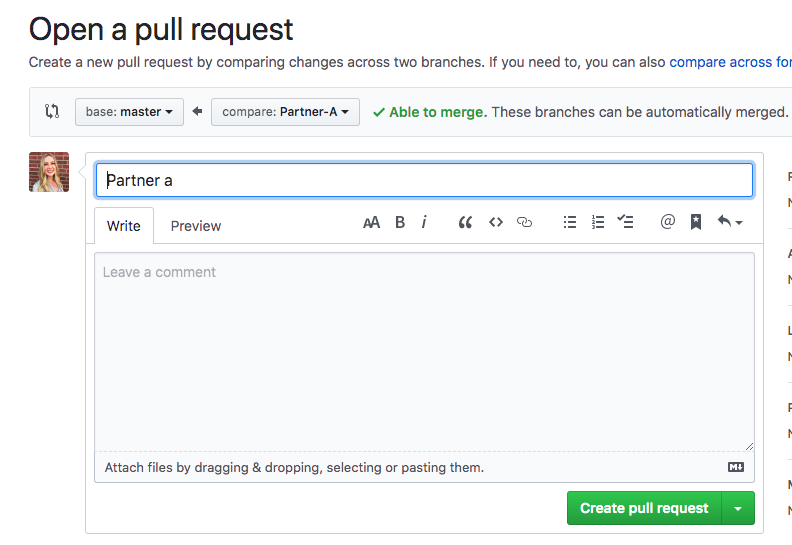 Open a pull request
Create a new pull request by comparing changes across two branches. If you need to, you can also compare across for
base: master compare: Partner-A Able to merge. These branches can be automatically merged.
Partner a
Write Preview AA B i @
Leave a comment
Attach files by dragging & dropping, selecting or pasting them.
Create pull request